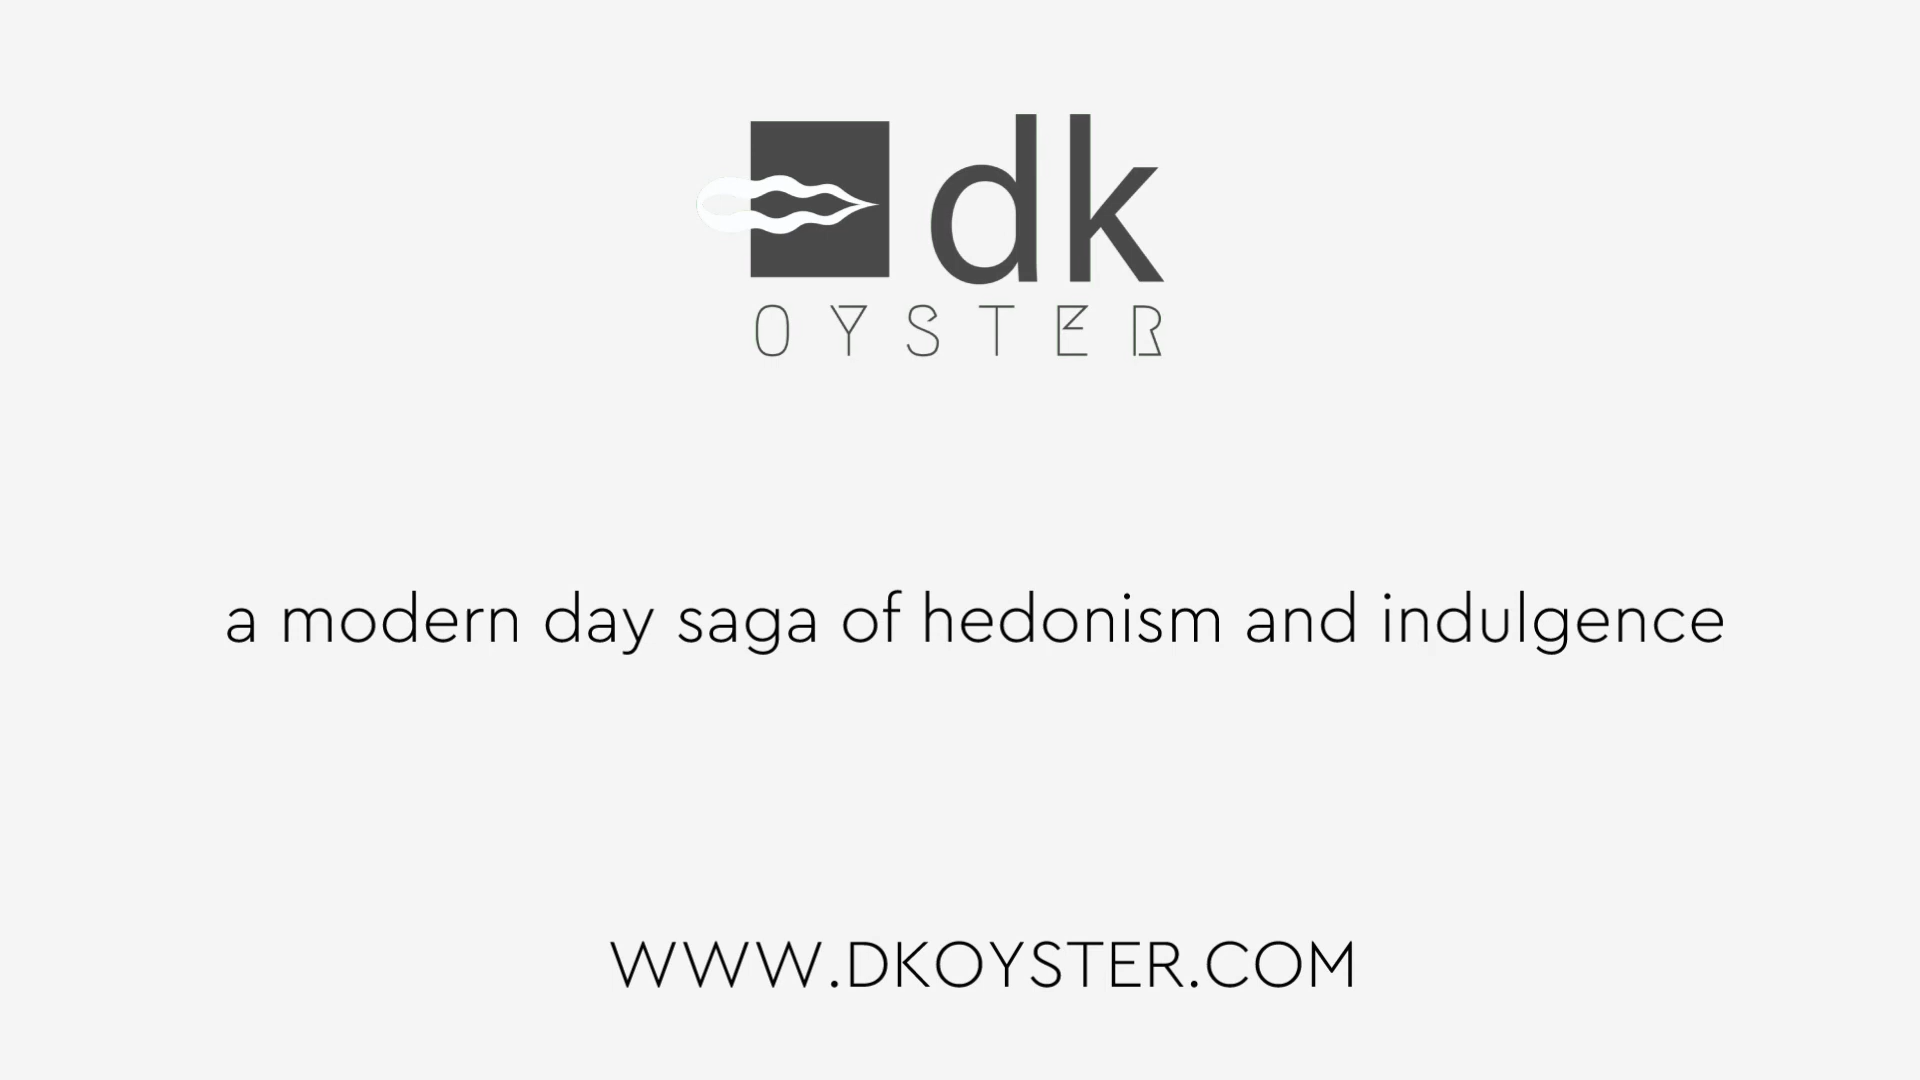 dk
OYSTER
a modern day saga of hedonism and indulgence
WWW.DKOYSTER.COM